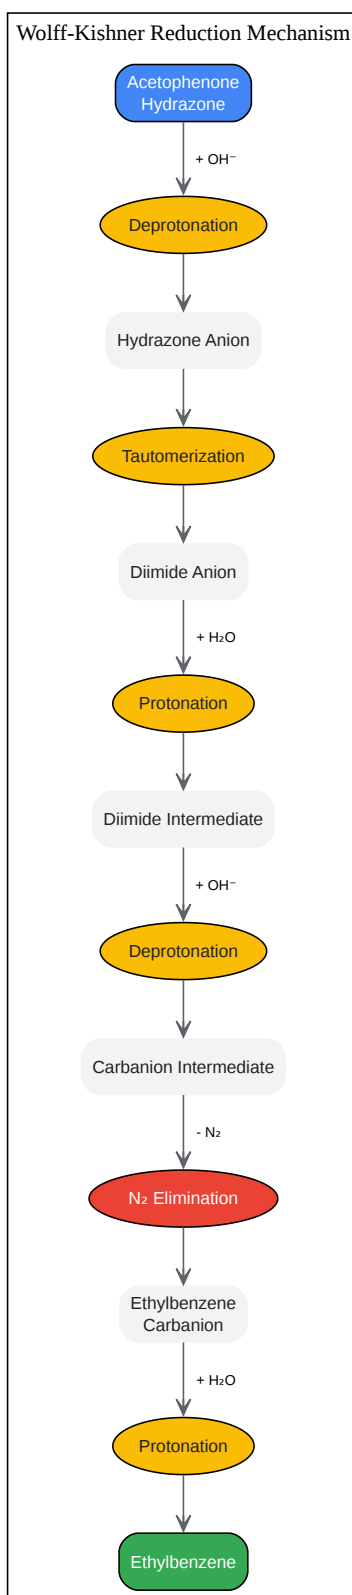 Wolff-Kishner Reduction Mechanism
Acetophenone
Hydrazone
+ OH⁻
Deprotonation
Hydrazone Anion
Tautomerization
Diimide Anion
+ H₂O
Protonation
Diimide Intermediate
+ OH⁻
Deprotonation
Carbanion Intermediate
- N₂
N₂ Elimination
Ethylbenzene
Carbanion
+ H₂O
Protonation
Ethylbenzene